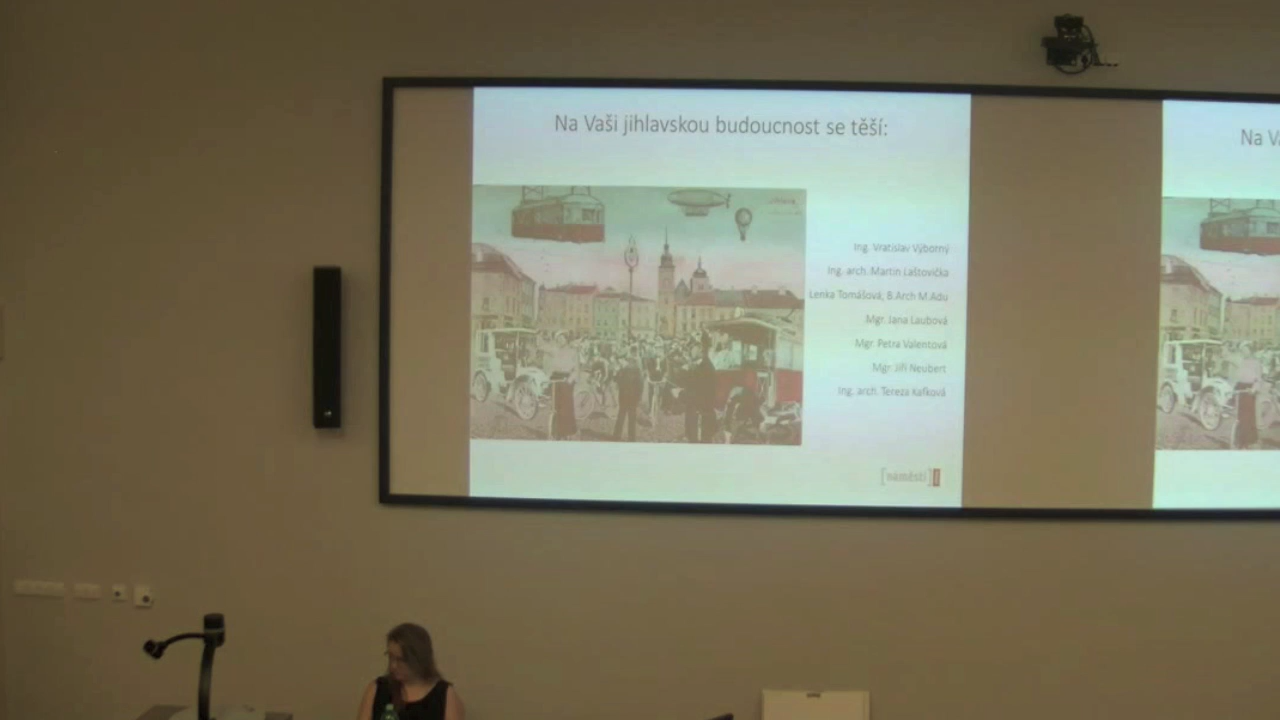 Na Vaši jihlavskou budoucnost se těší:
Ing. Vratislav Výborný
Ing. arch. Martin Laštovička
Lenka Tomášová, B.Arch M.Adu
Mgr. Jana Laubová
Mgr. Petra Valentová
Mgr. Jiří Neubert
Ing. arch. Tereza Kafková
[náměstí]
Na